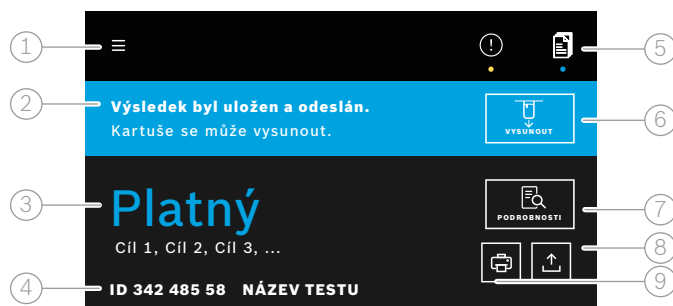 1
5
2
Výsledek byl uložen a odeslán.
Kartuše se může vysunout.
VYSUNOUT
6
3
Platný
Cíl 1, Cíl 2, Cíl 3, ...
PODROBNOSTI
7
8
4
ID 342 485 58 NÁZEV TESTU
9